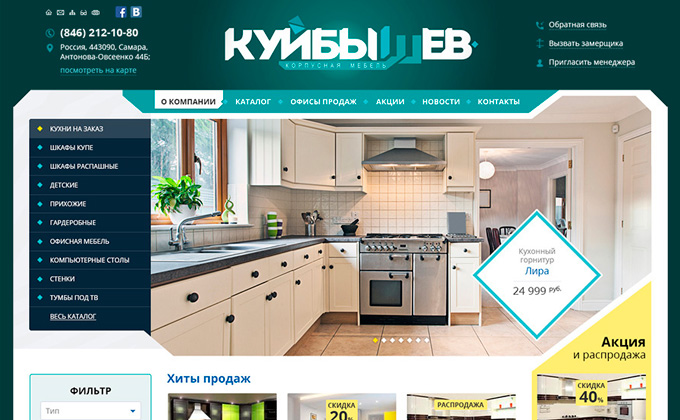 (846) 212-10-80
Россия, 443090, Самара,
Антонова-Овсеенко 44Б;
посмотреть на карте
КУЙБЫШЕВ
КОРПУСНАЯ МЕБЕЛЬ
Обратная связь
Вызвать замерщика
Пригласить менеджера
О КОМПАНИИ
КАТАЛОГ
ОФИСЫ ПРОДАЖ
АКЦИИ
НОВОСТИ
КОНТАКТЫ
КУХНИ НА ЗАКАЗ
ШКАФЫ КУПЕ
ШКАФЫ РАСПАШНЫЕ
ДЕТСКИЕ
ПРИХОЖИЕ
ГАРДЕРОБНЫЕ
ОФИСНАЯ МЕБЕЛЬ
КОМПЬЮТЕРНЫЕ СТОЛЫ
СТЕНКИ
ТУМБЫ ПОД ТВ
ВЕСЬ КАТАЛОГ
Кухонный
горнитур
Лира
24 999 руб.
Акция
и распродажа
ФИЛЬТР
Тип
Хиты продаж
СКИДКА
20%
РАСПРОДАЖА
СКИДКА
40%